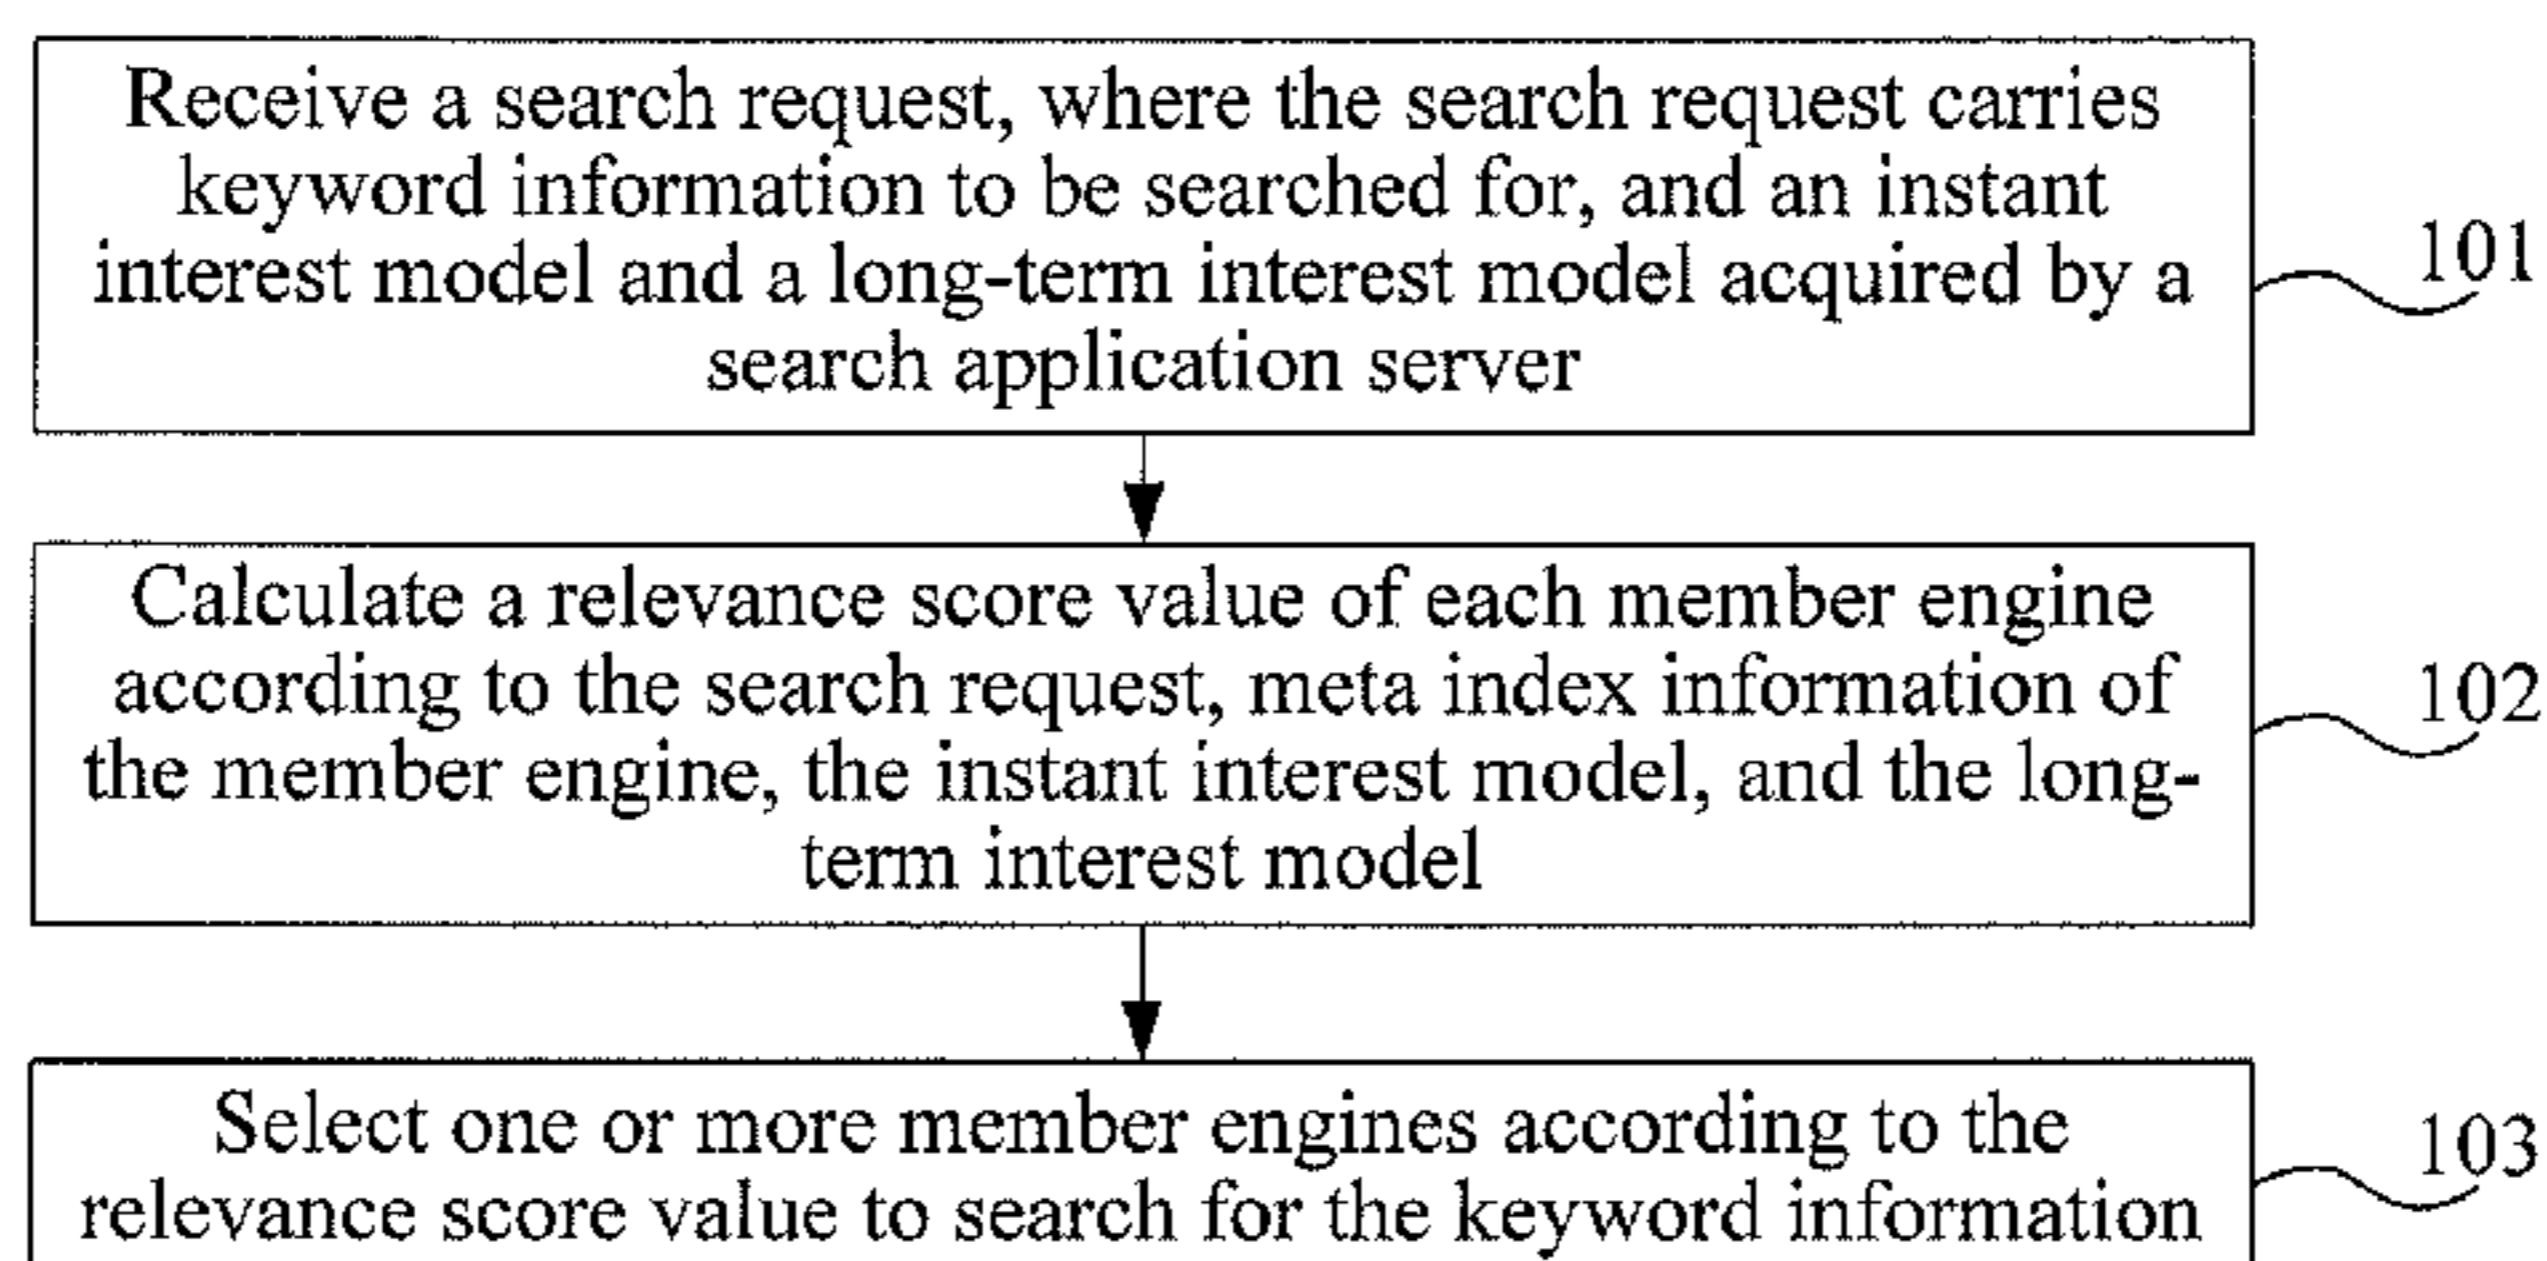 Receive a search request, where the search request carries
keyword information to be searched for, and an instant
interest model and a long-term interest model acquired by a
search application server
101
Calculate a relevance score value of each member engine
according to the search request, meta index information of
the member engine, the instant interest model, and the long-
term interest model
102
Select one or more member engines according to the
relevance score value to search for the keyword information
103